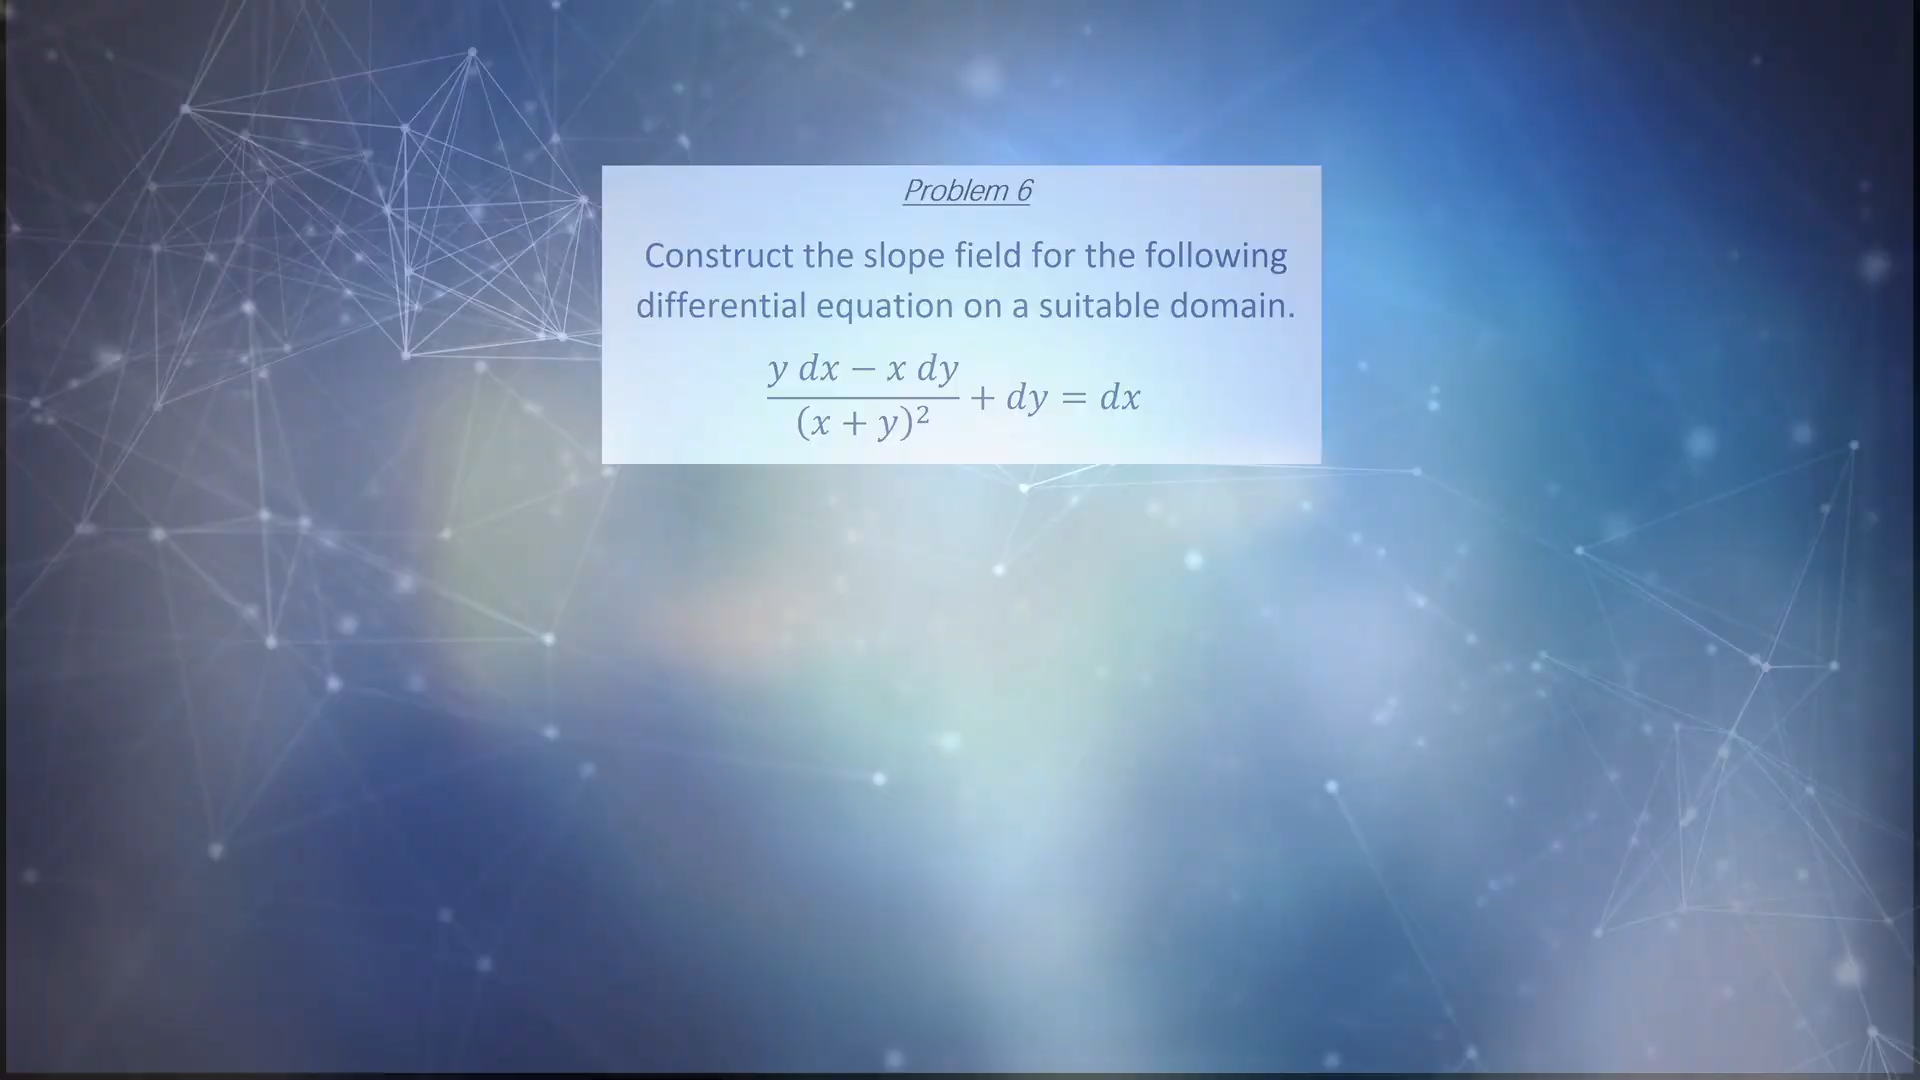 Problem 6
Construct the slope field for the following
differential equation on a suitable domain.
y dx − x dy
―――――― + dy = dx
(x + y)²